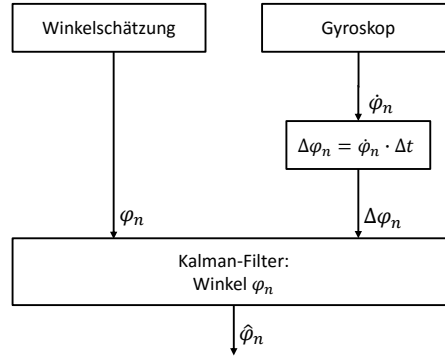 Winkelschätzung
Gyroskop
φ̇ₙ
Δφₙ = φ̇ₙ · Δt
φₙ
Δφₙ
Kalman-Filter:
Winkel φₙ
φ̂ₙ